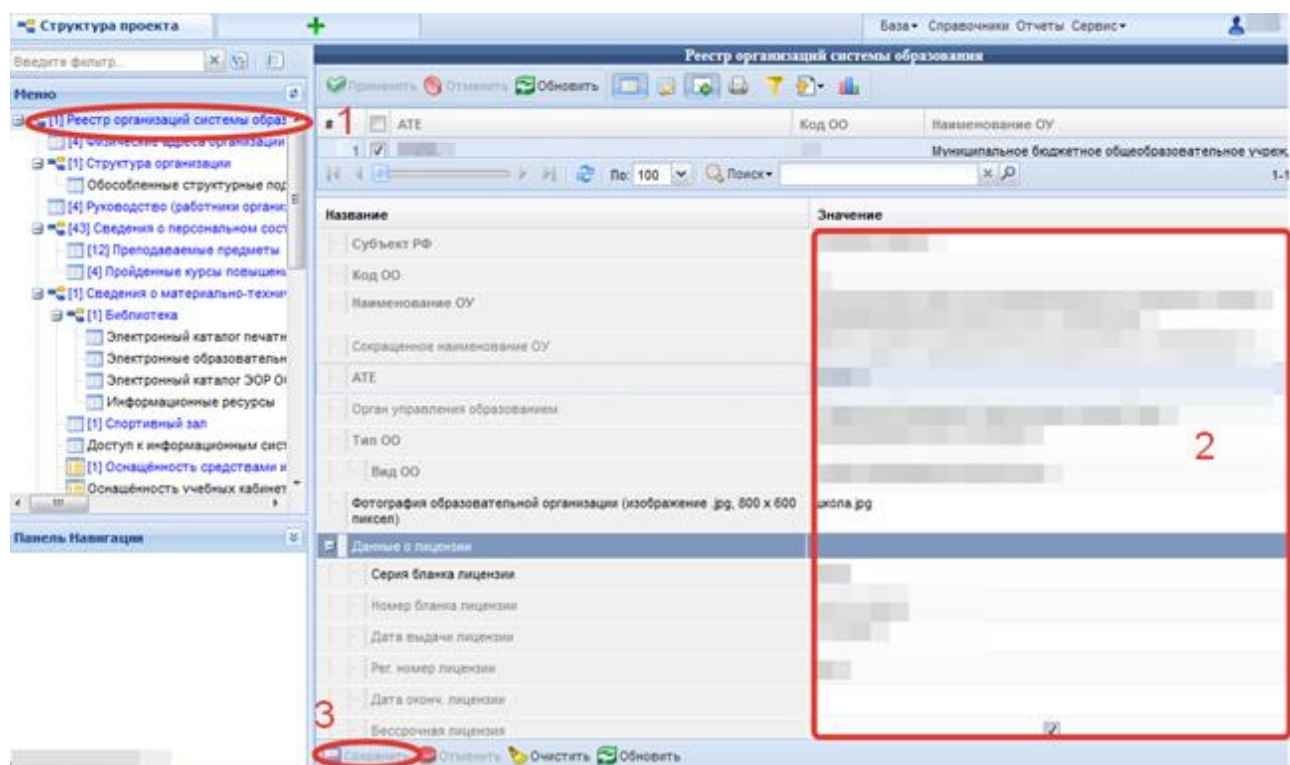 Структура проекта
База Справочники Отчеты Сервис
Введите фильтр...
Реестр организаций системы образования
Меню
Применить Отменить Обновить
[1] Реестр организаций системы образ
1
# АТЕ Код ОО Наименование ОУ
[4] Физические адреса организации
1 Муниципальное бюджетное общеобразовательное учреж
[1] Структура организации
По: 100 Поиск 1-1
Обособленные структурные под
[4] Руководство (работники органи
[43] Сведения о персональном сост
[12] Преподаваемые предметы
[4] Пройденные курсы повышен
[1] Сведения о материально-техни
[1] Библиотека
Электронный каталог печатн
Электронные образовательн
Электронный каталог ЭОР О
Информационные ресурсы
[1] Спортивный зал
Доступ к информационным сист
[1] Оснащённость средствами и
Оснащённость учебных кабинет
Панель Навигации
Название Значение
Субъект РФ
Код ОО
Наименование ОУ
Сокращенное наименование ОУ
АТЕ
Орган управления образованием
Тип ОО
2
Вид ОО
Фотография образовательной организации (изображение .jpg, 800 x 600
пиксел)
школа.jpg
Данные о лицензии
Серия бланка лицензии
Номер бланка лицензии
Дата выдачи лицензии
Рег. номер лицензии
Дата оконч. лицензии
3
Бессрочная лицензия
Сохранить Отменить Очистить Обновить